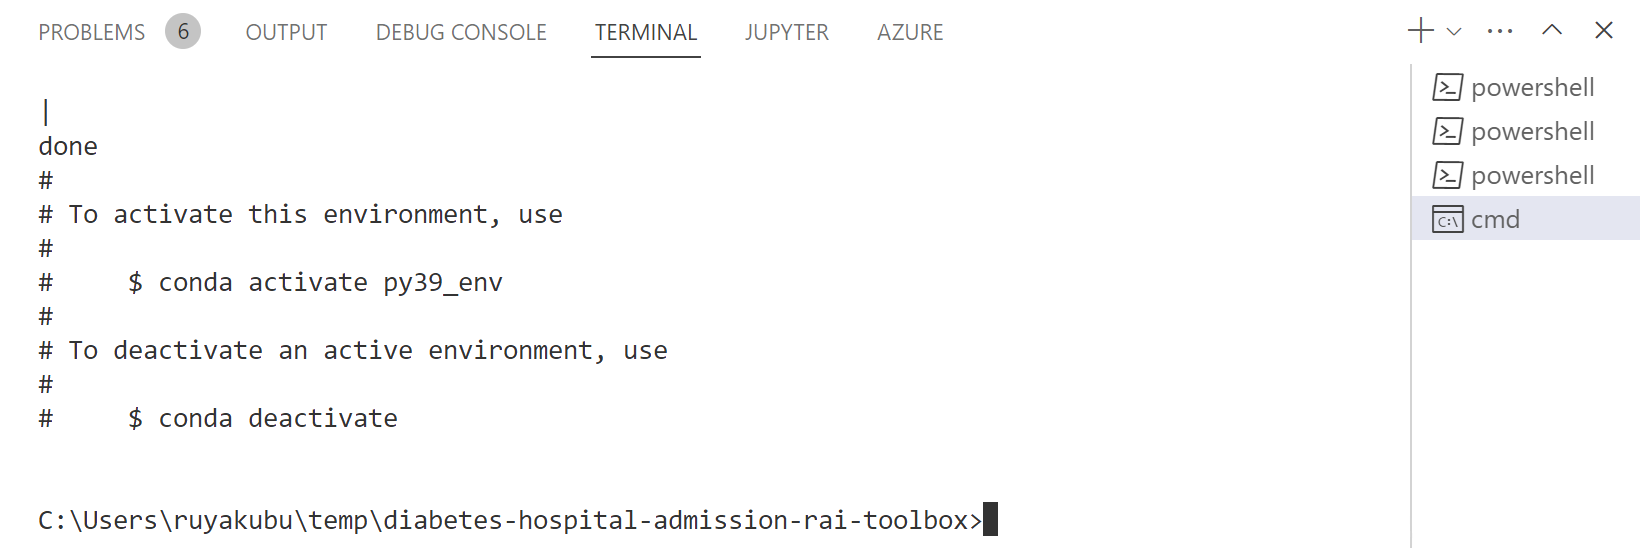 PROBLEMS 6 OUTPUT DEBUG CONSOLE TERMINAL JUPYTER AZURE
|
done
#
# To activate this environment, use
#
#     $ conda activate py39_env
#
# To deactivate an active environment, use
#
#     $ conda deactivate
C:\Users\ruyakubu\temp\diabetes-hospital-admission-rai-toolbox>
powershell
powershell
powershell
C:\ cmd